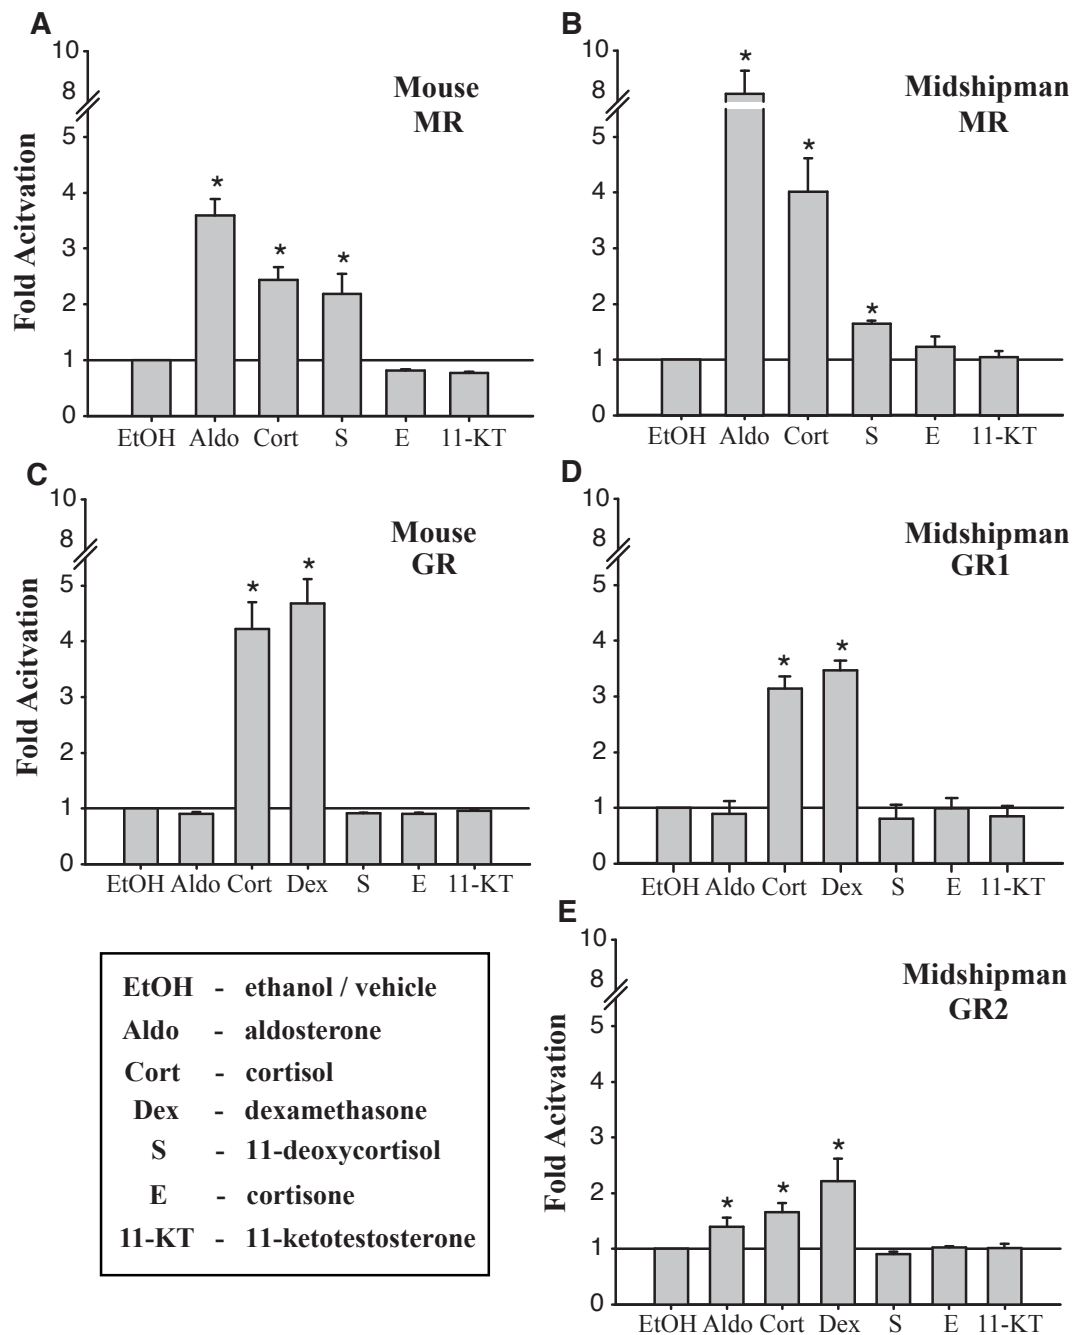 A
10
8
5
4
3
2
1
0
Fold Acitvation
Mouse
MR
*
*
*
EtOH Aldo Cort S E 11-KT
B
10
8
5
4
3
2
1
0
Midshipman
MR
*
*
*
EtOH Aldo Cort S E 11-KT
C
10
8
5
4
3
2
1
0
Fold Acitvation
Mouse
GR
*
*
EtOH Aldo Cort Dex S E 11-KT
D
10
8
5
4
3
2
1
0
Midshipman
GR1
*
*
EtOH Aldo Cort Dex S E 11-KT
EtOH - ethanol / vehicle
Aldo - aldosterone
Cort - cortisol
Dex - dexamethasone
S - 11-deoxycortisol
E - cortisone
11-KT - 11-ketotestosterone
E
10
8
5
4
3
2
1
0
Fold Acitvation
Midshipman
GR2
*
*
*
EtOH Aldo Cort Dex S E 11-KT